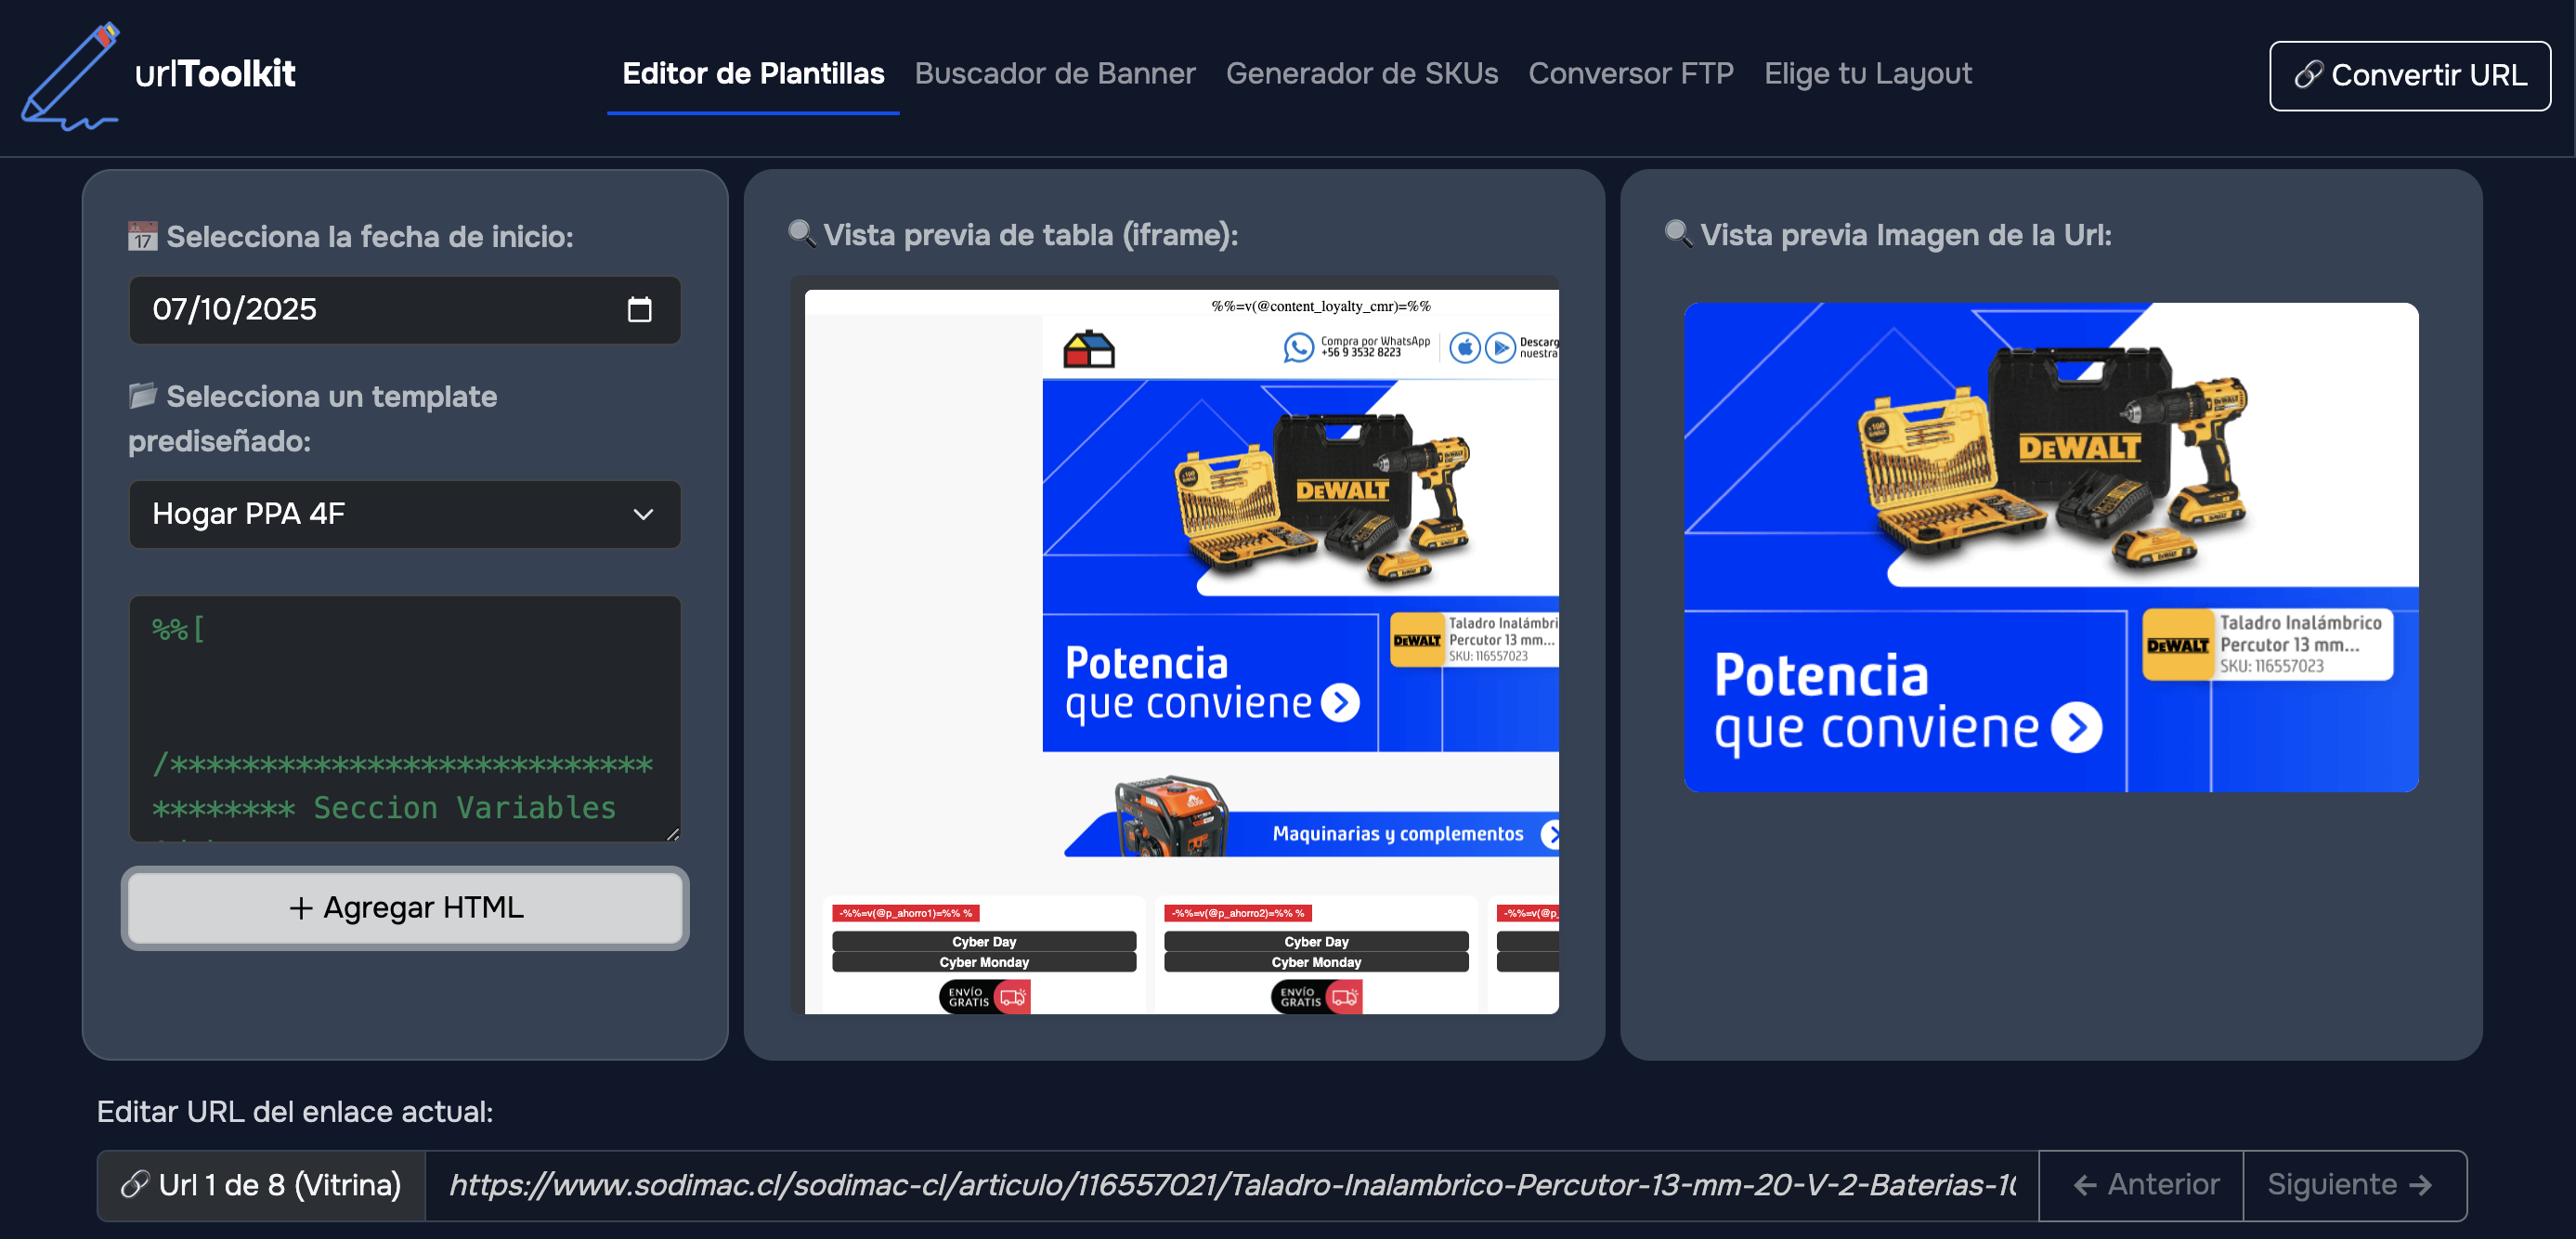 urlToolkit
Editor de Plantillas
Buscador de Banner
Generador de SKUs
Conversor FTP
Elige tu Layout
Convertir URL
17 Selecciona la fecha de inicio:
07/10/2025
Selecciona un template
prediseñado:
Hogar PPA 4F
%%[
/***************************
******** Seccion Variables
+ Agregar HTML
Vista previa de tabla (iframe):
%%=v(@content_loyalty_cmr)=%%
Compra por WhatsApp
+56 9 3532 8223
Descarg
nuestra
DEWALT
Potencia
que conviene
DEWALT
Taladro Inalámbri
Percutor 13 mm...
SKU: 116557023
Maquinarias y complementos
-%%=v(@p_ahorro1)=%% %
Cyber Day
Cyber Monday
ENVÍO
GRATIS
-%%=v(@p_ahorro2)=%% %
Cyber Day
Cyber Monday
ENVÍO
GRATIS
-%%=v(@p_
Vista previa Imagen de la Url:
DEWALT
Potencia
que conviene
DEWALT
Taladro Inalámbrico
Percutor 13 mm...
SKU: 116557023
Editar URL del enlace actual:
Url 1 de 8 (Vitrina)
https://www.sodimac.cl/sodimac-cl/articulo/116557021/Taladro-Inalambrico-Percutor-13-mm-20-V-2-Baterias-10
← Anterior
Siguiente →